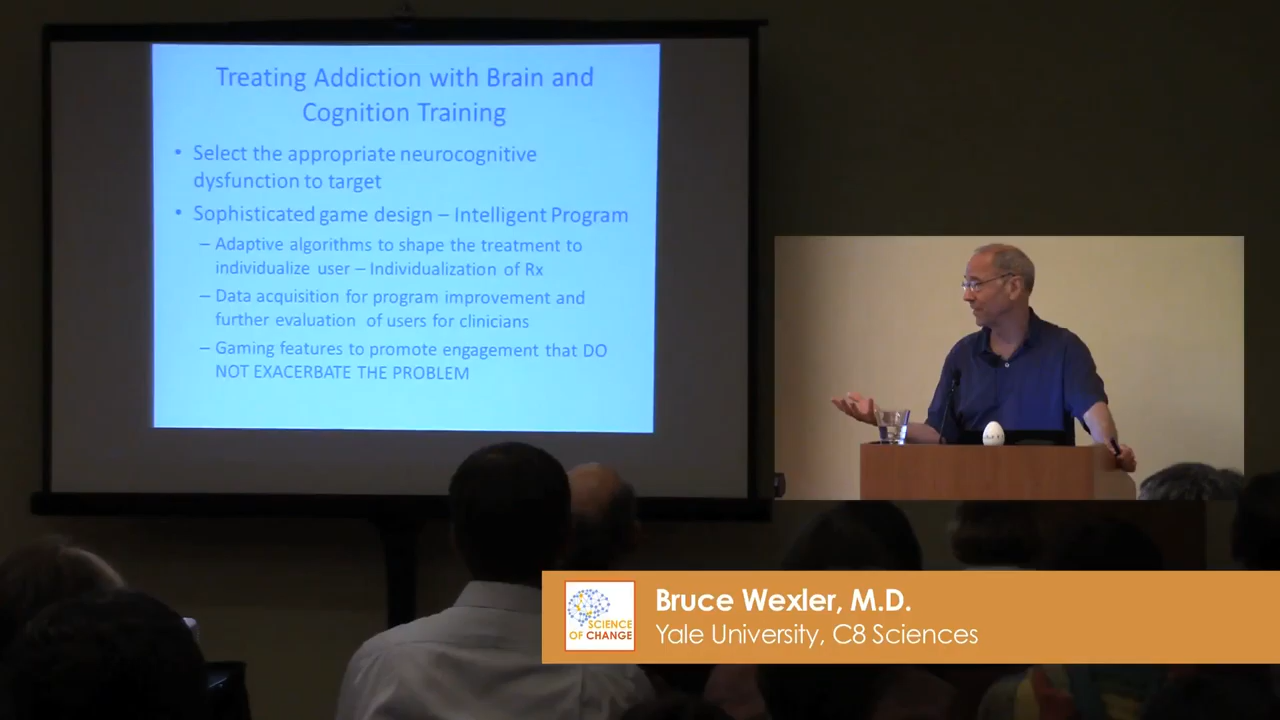 Treating Addiction with Brain and
Cognition Training
• Select the appropriate neurocognitive
dysfunction to target
• Sophisticated game design – Intelligent Program
– Adaptive algorithms to shape the treatment to
individualize user – Individualization of Rx
– Data acquisition for program improvement and
further evaluation of users for clinicians
– Gaming features to promote engagement that DO
NOT EXACERBATE THE PROBLEM
SCIENCE
OF CHANGE
Bruce Wexler, M.D.
Yale University, C8 Sciences